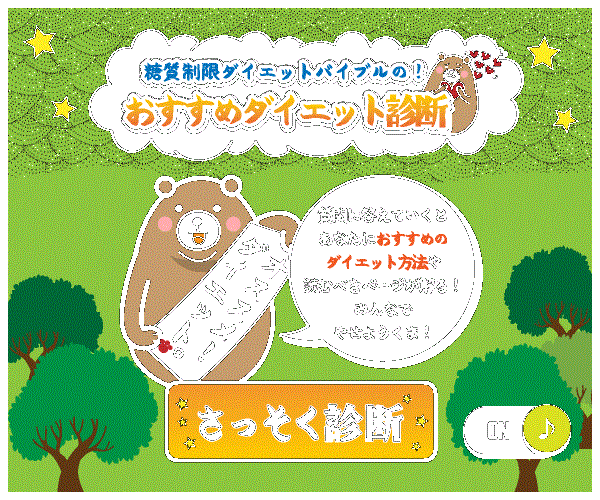 糖質制限ダイエットバイブルの！
おすすめダイエット診断
質問に答えていくと
あなたにおすすめの
ダイエット方法や
読むべきページが解る！
みんなで
やせようくま！
さっそく診断
ON